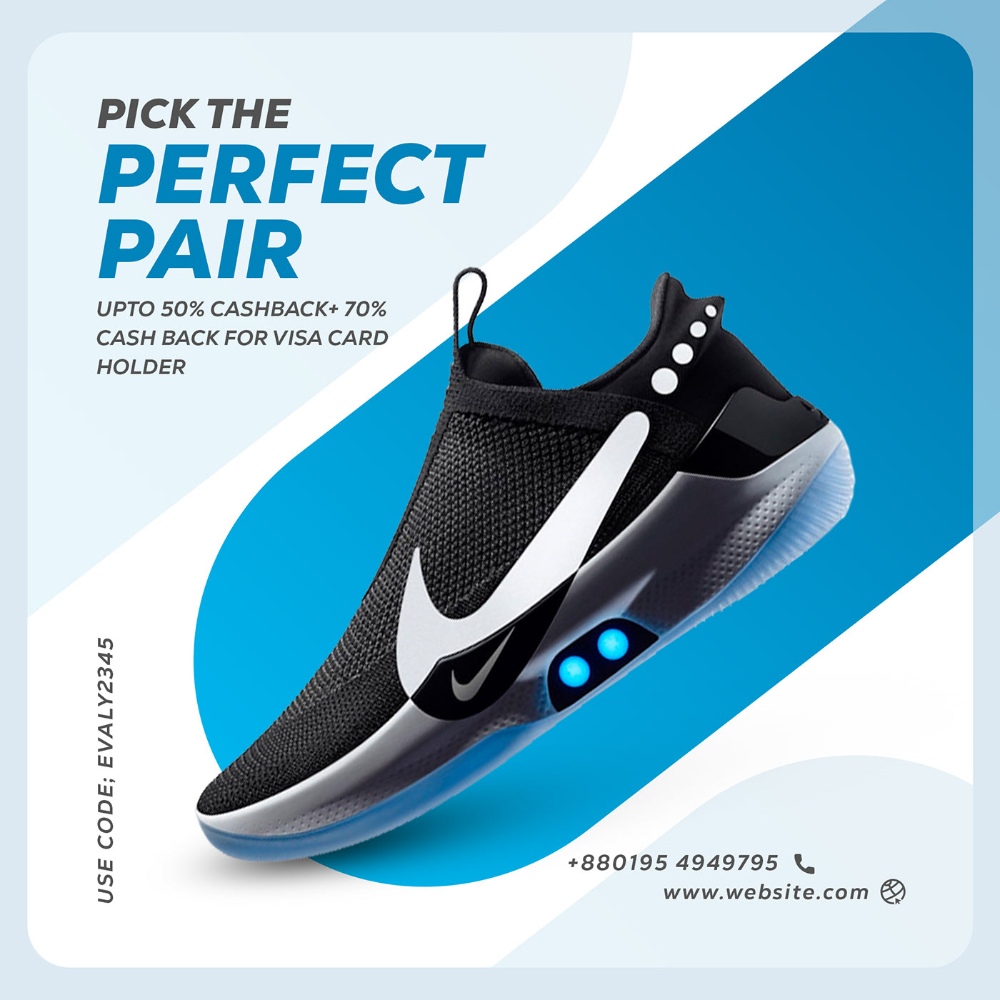 PICK THE
PERFECT
PAIR
UPTO 50% CASHBACK+ 70%
CASH BACK FOR VISA CARD
HOLDER
USE CODE; EVALY2345
+880195 4949795
www.website.com